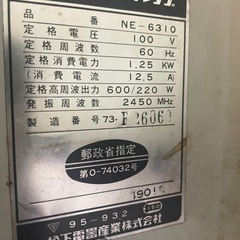 品 番 NE-6310
定 格 電 圧 100 V
定 格 周 波 数 60 Hz
定 格 消 費 電 力 1.25 KW
(消 費 電 流 12.5 A)
定格高周波出力 600/220 W
発 振 周 波 数 2450 MHz
製 造 番 号 73-F26062
郵政省指定
第0-74032号
95-932
松下電器産業株式会社